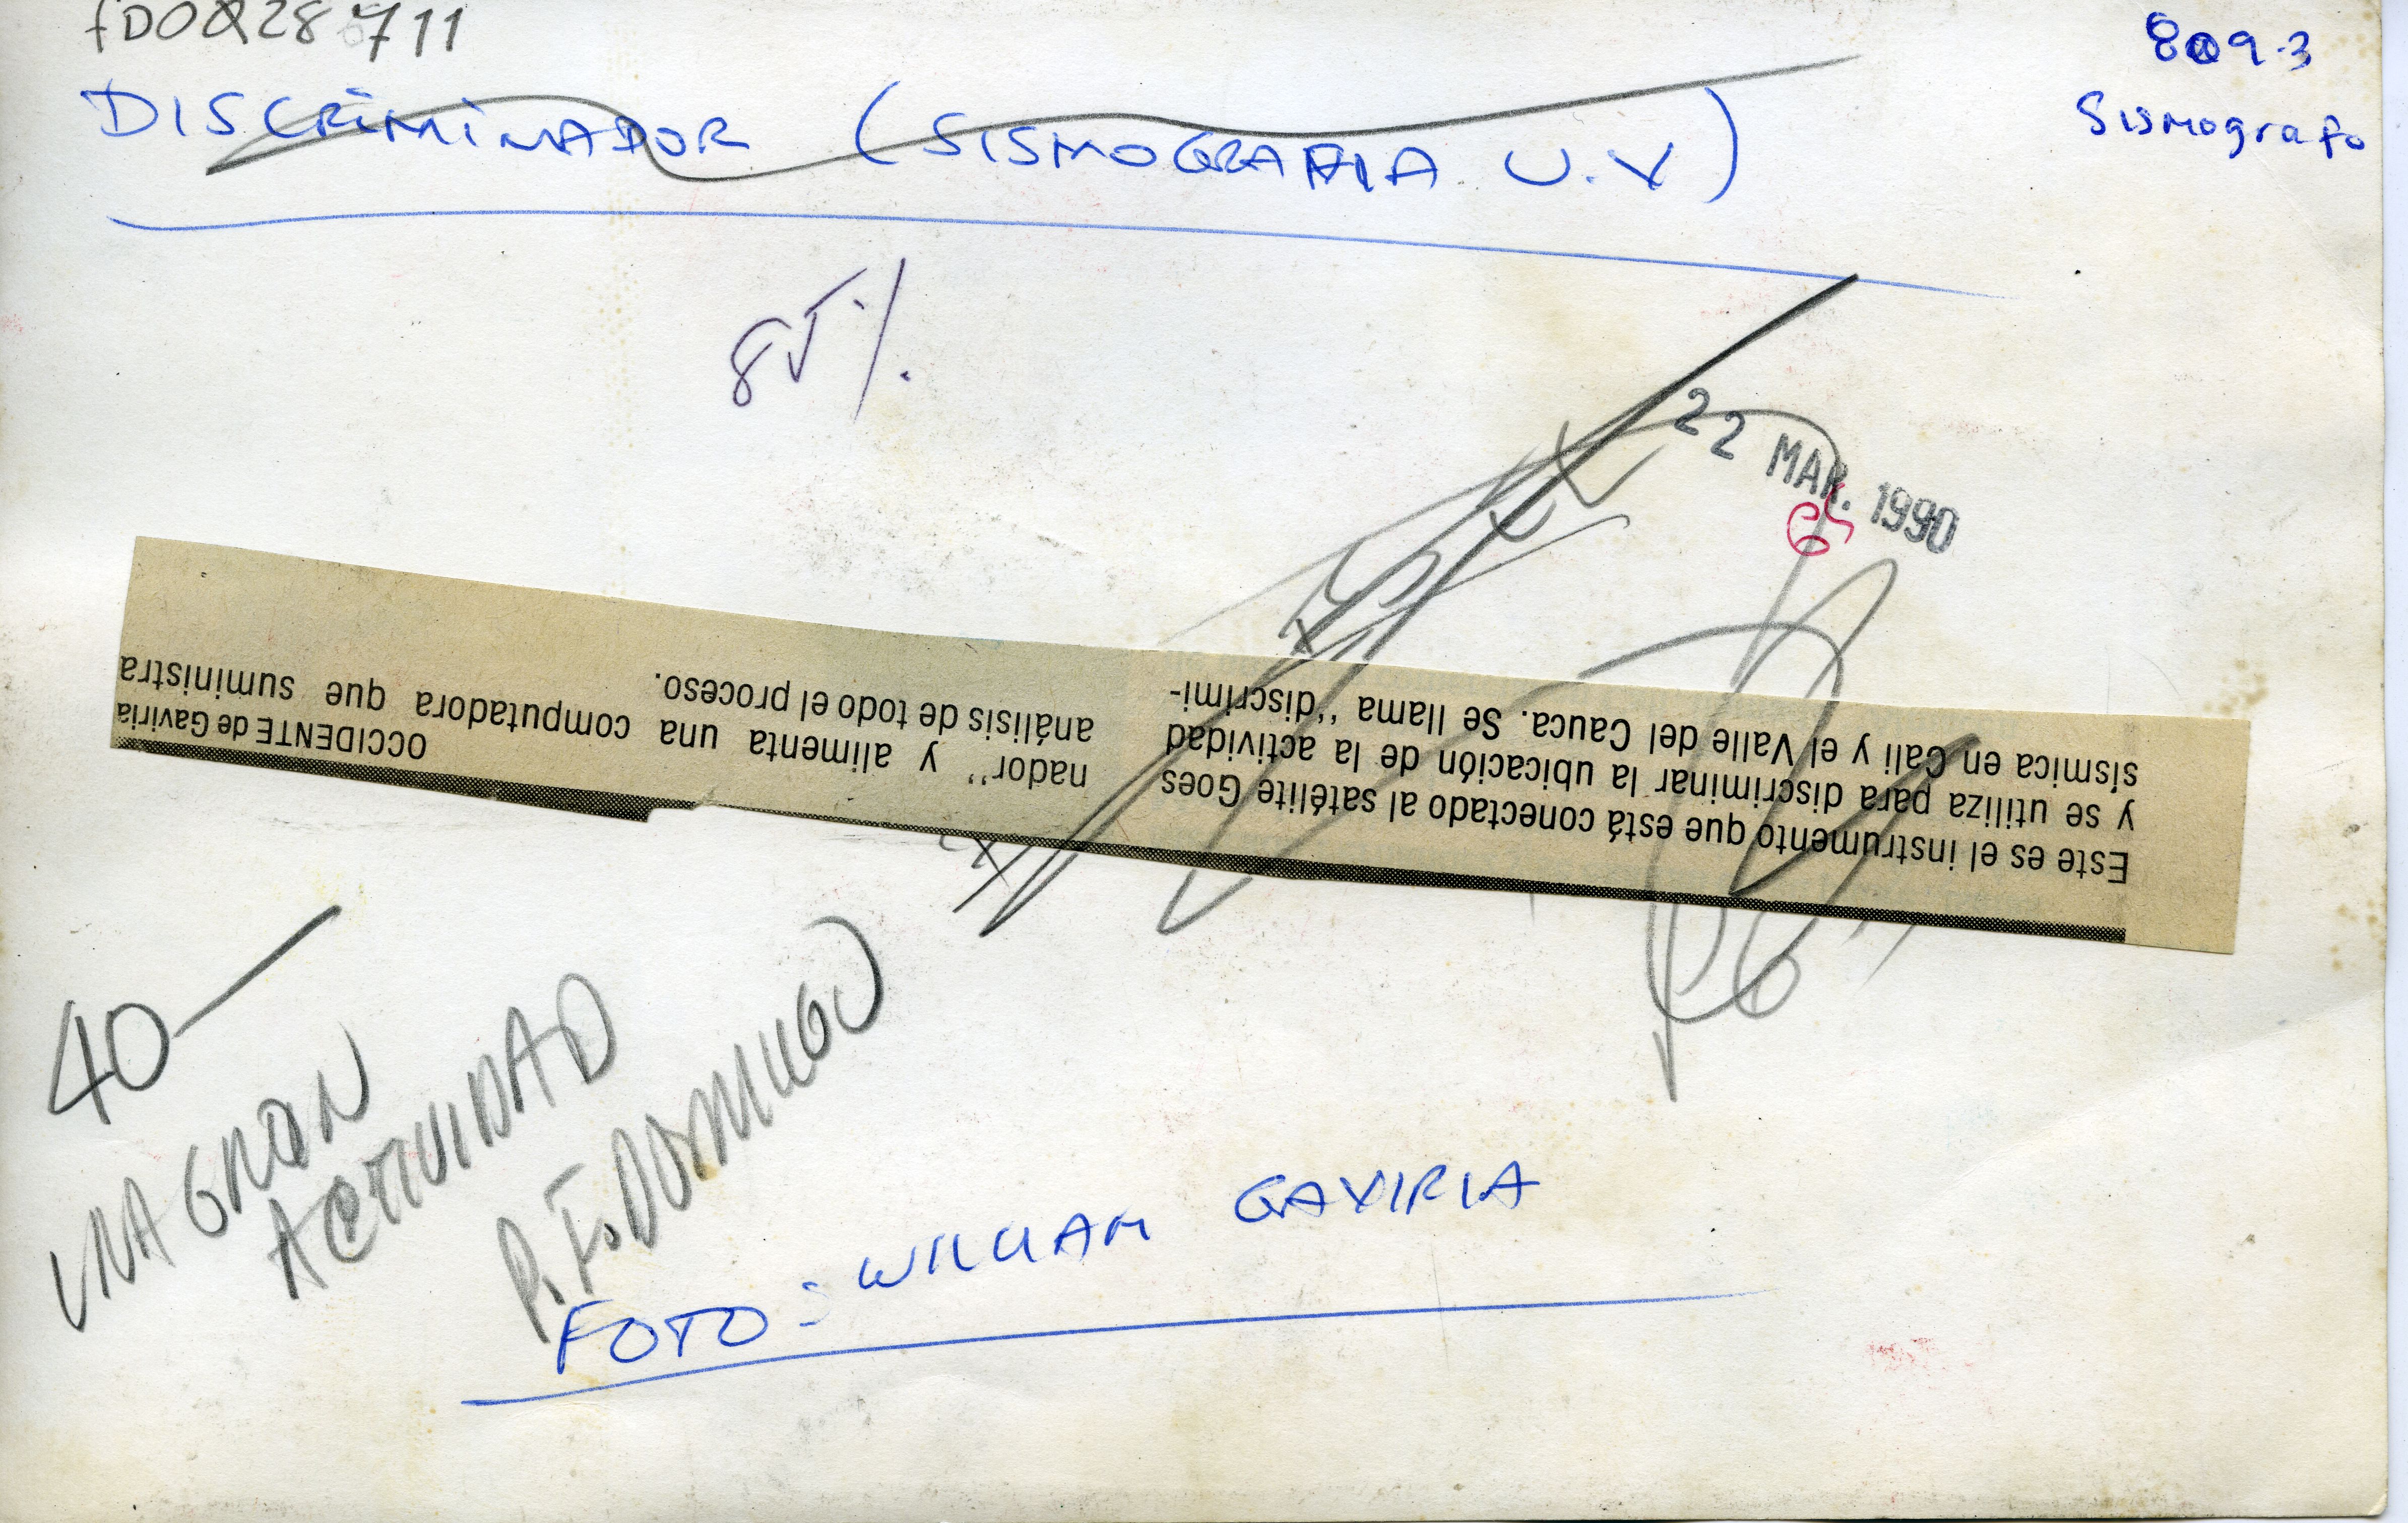 fDOQ28711
809-3
Sismografo
DISCRIMINADOR (SISMOGRAFIA U.V)
85%
22 MAR. 1990
Este es el instrumento que está conectado al satélite Goes
y se utiliza para discriminar la ubicación de la actividad
sísmica en Cali y el Valle del Cauca. Se llama "discrimi-
nador" y alimenta una computadora que suministra
análisis de todo el proceso.
OCCIDENTE de Gaviria
40-
UNA GRAN
ACTIVIDAD
P.F. DOMINGO
FOTO: WILLIAM GAVIRIA